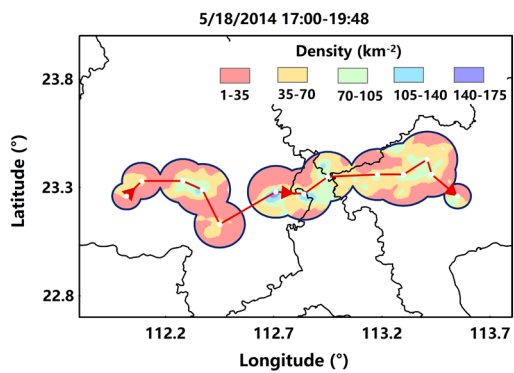 5/18/2014 17:00-19:48
Density (km-2)
1-35 35-70 70-105 105-140 140-175
Latitude (°)
23.8
23.3
22.8
112.2 112.7 113.2 113.7
Longitude (°)